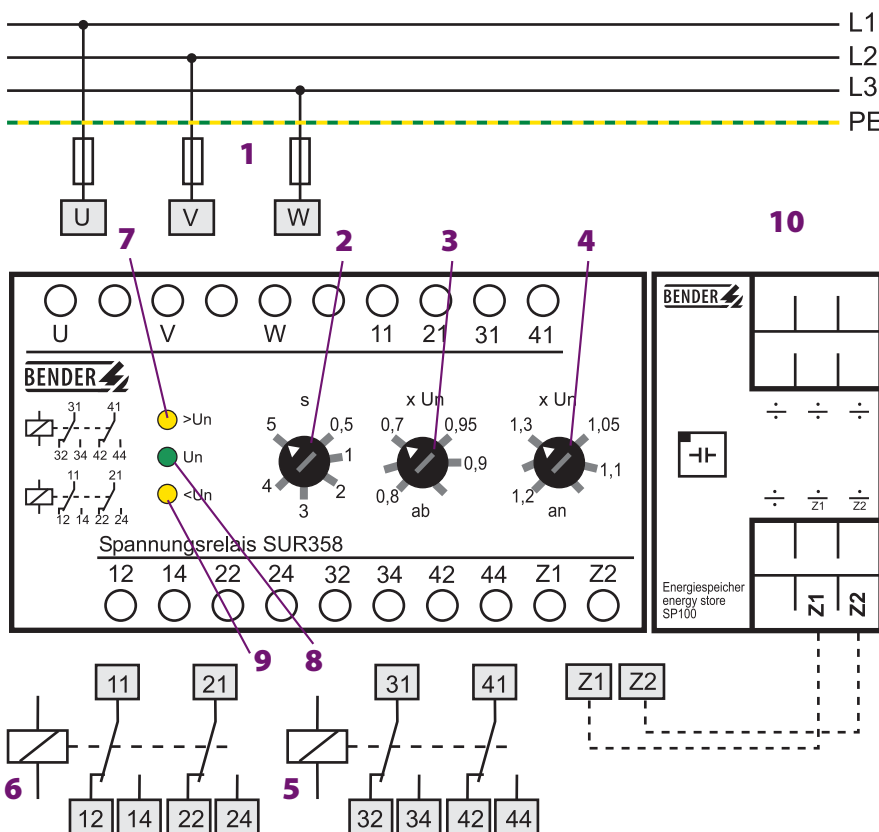 L1
L2
L3
PE
1
U
V
W
10
7
2
3
4
U V W 11 21 31 41
BENDER
BENDER
31 41
32 34 42 44
11 21
12 14 22 24
>Un
Un
<Un
s
5 0,5
1
4 2
3
x Un
0,7 0,95
0,9
0,8
ab
x Un
1,3 1,05
1,1
1,2
an
÷ ÷ ÷
÷ ÷ ÷
Z1 Z2
Spannungsrelais SUR358
12 14 22 24 32 34 42 44 Z1 Z2
Energiespeicher
energy store
SP100
Z1
Z2
9
8
11
21
31
41
Z1
Z2
6
5
12
14
22
24
32
34
42
44